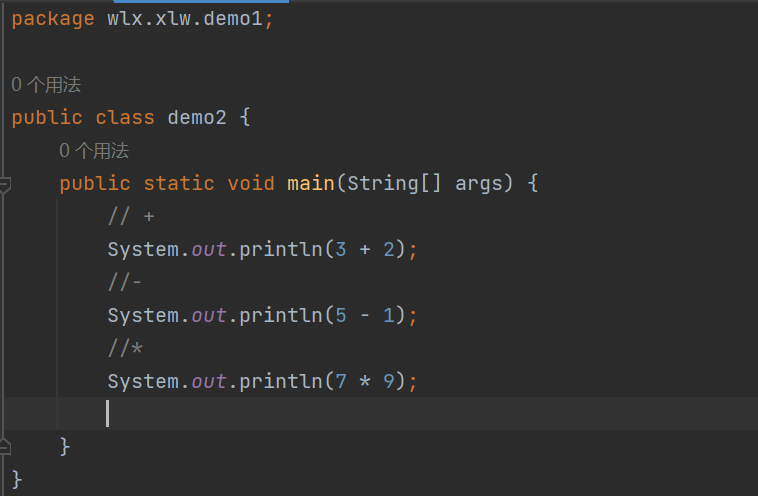 package wlx.xlw.demo1;
0 个用法
public class demo2 {
0 个用法
public static void main(String[] args) {
// +
System.out.println(3 + 2);
//-
System.out.println(5 - 1);
//*
System.out.println(7 * 9);
}
}